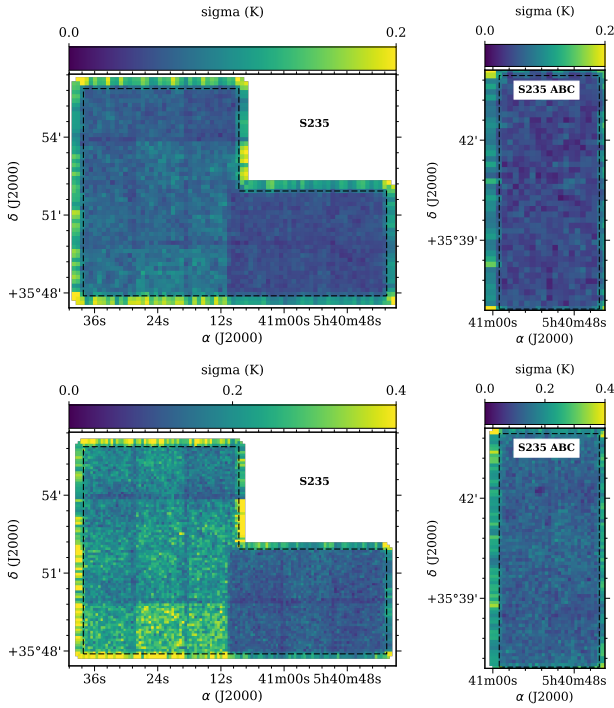 sigma (K)
0.0 0.2
S235
54'
51'
+35°48'
δ (J2000)
36s 24s 12s 41m00s 5h40m48s
α (J2000)
sigma (K)
0.0 0.2
S235 ABC
42'
+35°39'
δ (J2000)
41m00s 5h40m48s
α (J2000)
sigma (K)
0.0 0.2 0.4
S235
54'
51'
+35°48'
δ (J2000)
36s 24s 12s 41m00s 5h40m48s
α (J2000)
sigma (K)
0.0 0.2 0.4
S235 ABC
42'
+35°39'
δ (J2000)
41m00s 5h40m48s
α (J2000)